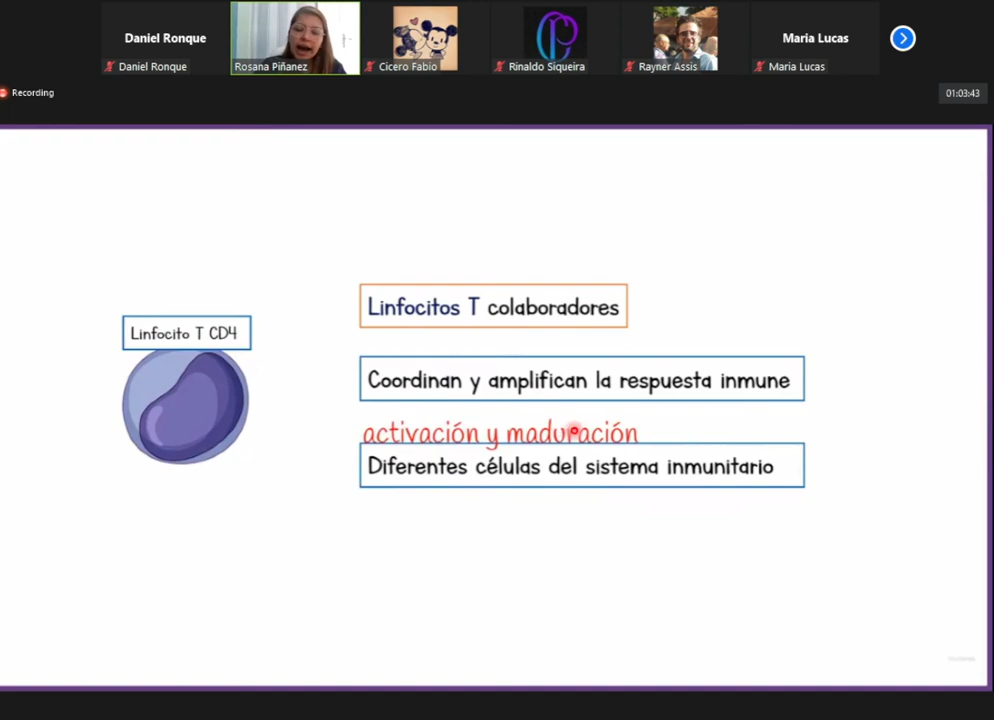 Daniel Ronque
Maria Lucas
Daniel Ronque
Rosana Piñanez
Cicero Fabio
Rinaldo Siqueira
Rayner Assis
Maria Lucas
Recording
01:03:43
Linfocitos T colaboradores
Linfocito T CD4
Coordinan y amplifican la respuesta inmune
activación y maduración
Diferentes células del sistema inmunitario